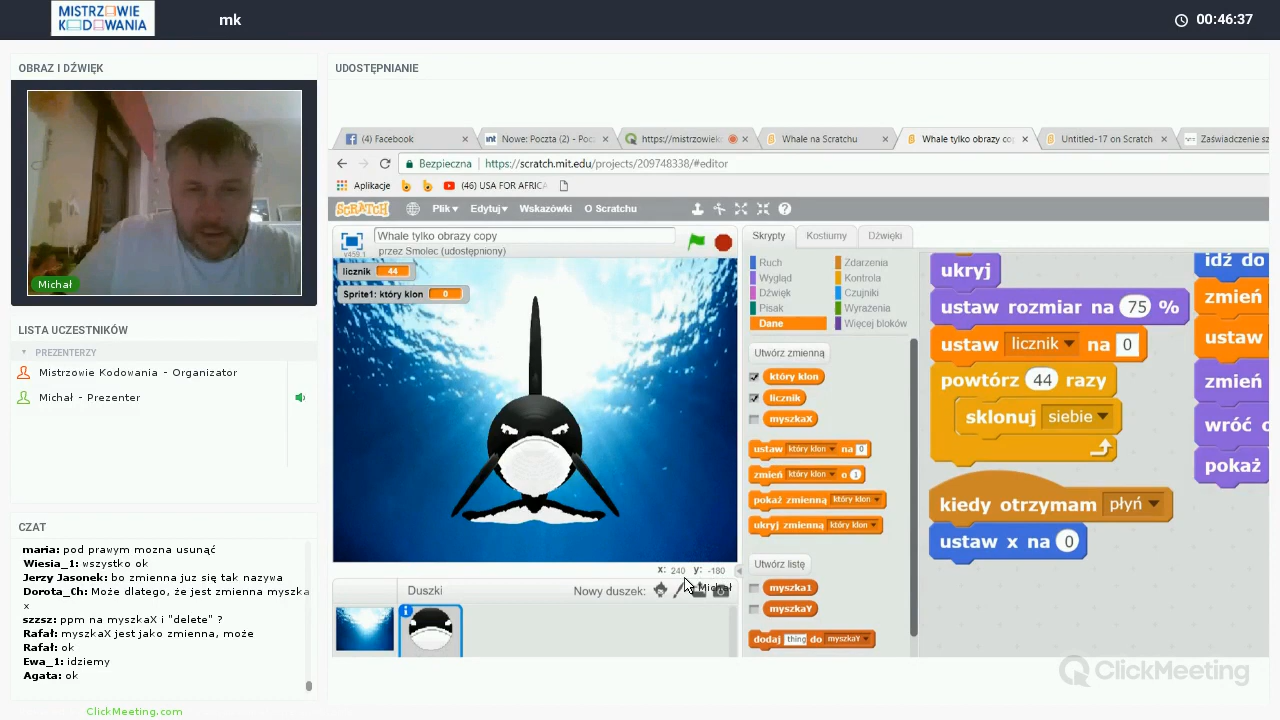 MISTRZOWIE
KODOWANIA
mk
00:46:37
OBRAZ I DŹWIĘK
Michał
LISTA UCZESTNIKÓW
PREZENTERZY
Mistrzowie Kodowania - Organizator
Michał - Prezenter
CZAT
maria: pod prawym mozna usunąć
Wiesia_1: wszystko ok
Jerzy Jasonek: bo zmienna juz się tak nazywa
Dorota_Ch: Może dlatego, że jest zmienna myszka
x
szzsz: ppm na myszkaX i "delete" ?
Rafał: myszkaX jest jako zmienna, może
Rafał: ok
Ewa_1: idziemy
Agata: ok
ClickMeeting.com
UDOSTĘPNIANIE
(4) Facebook
int Nowe: Poczta (2) - Poc
https://mistrzowiek
Whale na Scratchu
Whale tylko obrazy co
Untitled-17 on Scratch
Zaświadczenie sz
Bezpieczna
https://scratch.mit.edu/projects/209748338/#editor
Aplikacje
(46) USA FOR AFRICA
SCRATCH
Plik
Edytuj
Wskazówki
O Scratchu
Whale tylko obrazy copy
przez Smolec (udostępniony)
v459.1
licznik 44
Sprite1: który klon 0
x: 240 y: -180
Michał
Duszki
Nowy duszek:
Skrypty
Kostiumy
Dźwięki
Ruch
Wygląd
Dźwięk
Pisak
Dane
Zdarzenia
Kontrola
Czujniki
Wyrażenia
Więcej bloków
Utwórz zmienną
który klon
licznik
myszkaX
ustaw który klon na 0
zmień który klon o 1
pokaż zmienną który klon
ukryj zmienną który klon
Utwórz listę
myszka1
myszkaY
dodaj thing do myszkaY
ukryj
ustaw rozmiar na 75 %
ustaw licznik na 0
powtórz 44 razy
sklonuj siebie
kiedy otrzymam płyń
ustaw x na 0
idź do
zmień
ustaw
zmień
wróć
pokaż
ClickMeeting